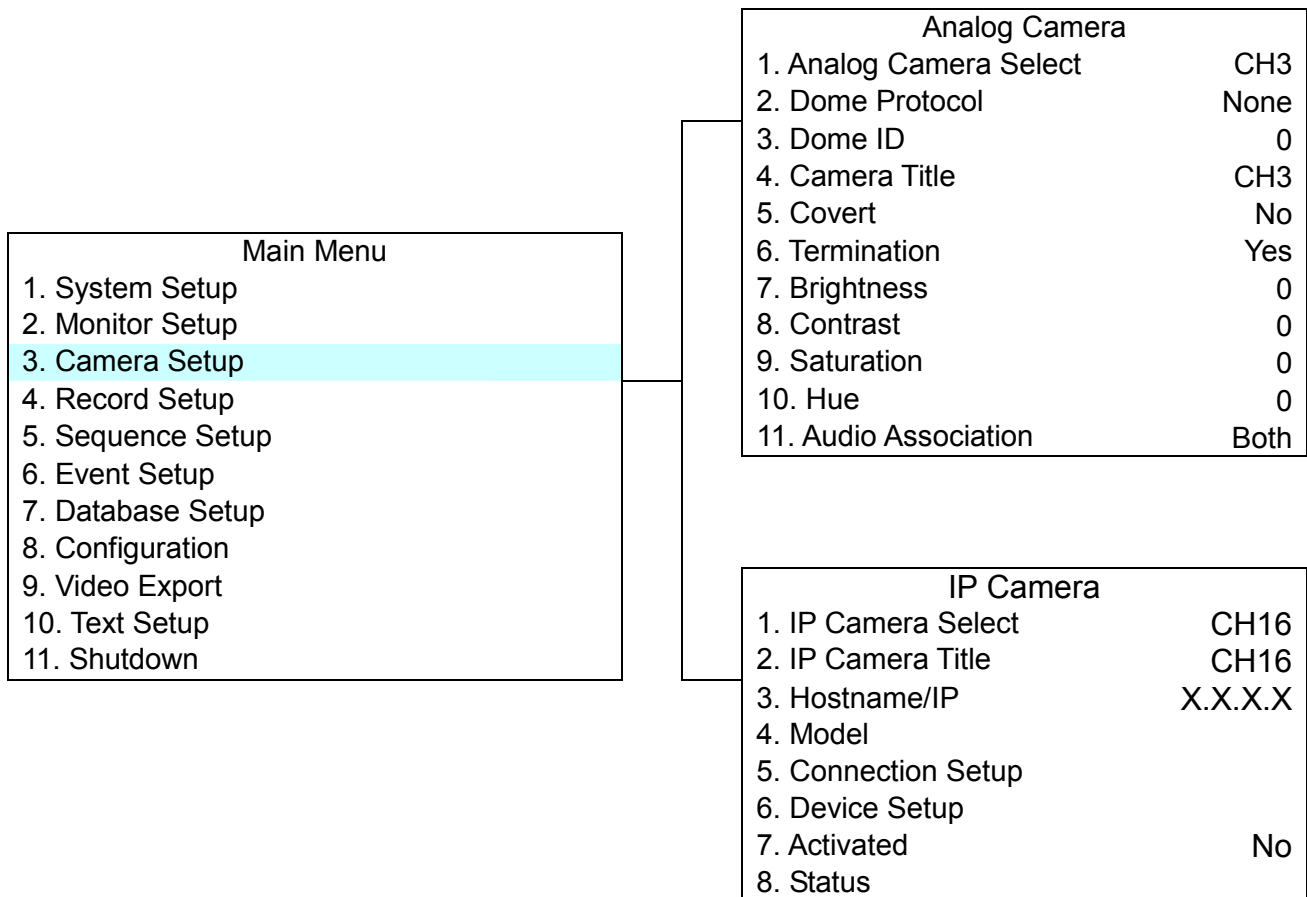 Main Menu
1. System Setup
2. Monitor Setup
3. Camera Setup
4. Record Setup
5. Sequence Setup
6. Event Setup
7. Database Setup
8. Configuration
9. Video Export
10. Text Setup
11. Shutdown
Analog Camera
1. Analog Camera Select CH3
2. Dome Protocol None
3. Dome ID 0
4. Camera Title CH3
5. Covert No
6. Termination Yes
7. Brightness 0
8. Contrast 0
9. Saturation 0
10. Hue 0
11. Audio Association Both
IP Camera
1. IP Camera Select CH16
2. IP Camera Title CH16
3. Hostname/IP X.X.X.X
4. Model
5. Connection Setup
6. Device Setup
7. Activated No
8. Status